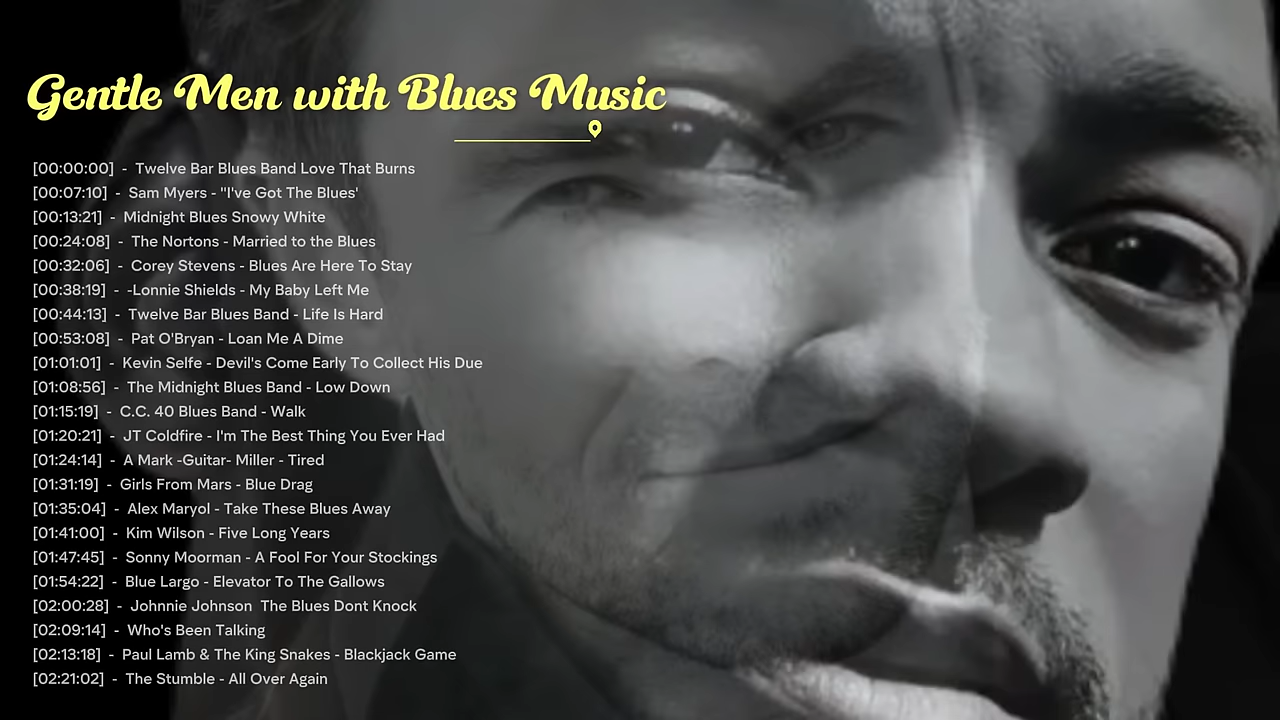 Gentle Men with Blues Music
[00:00:00] - Twelve Bar Blues Band Love That Burns
[00:07:10] - Sam Myers - "I've Got The Blues'
[00:13:21] - Midnight Blues Snowy White
[00:24:08] - The Nortons - Married to the Blues
[00:32:06] - Corey Stevens - Blues Are Here To Stay
[00:38:19] - -Lonnie Shields - My Baby Left Me
[00:44:13] - Twelve Bar Blues Band - Life Is Hard
[00:53:08] - Pat O'Bryan - Loan Me A Dime
[01:01:01] - Kevin Selfe - Devil's Come Early To Collect His Due
[01:08:56] - The Midnight Blues Band - Low Down
[01:15:19] - C.C. 40 Blues Band - Walk
[01:20:21] - JT Coldfire - I'm The Best Thing You Ever Had
[01:24:14] - A Mark -Guitar- Miller - Tired
[01:31:19] - Girls From Mars - Blue Drag
[01:35:04] - Alex Maryol - Take These Blues Away
[01:41:00] - Kim Wilson - Five Long Years
[01:47:45] - Sonny Moorman - A Fool For Your Stockings
[01:54:22] - Blue Largo - Elevator To The Gallows
[02:00:28] - Johnnie Johnson  The Blues Dont Knock
[02:09:14] - Who's Been Talking
[02:13:18] - Paul Lamb & The King Snakes - Blackjack Game
[02:21:02] - The Stumble - All Over Again